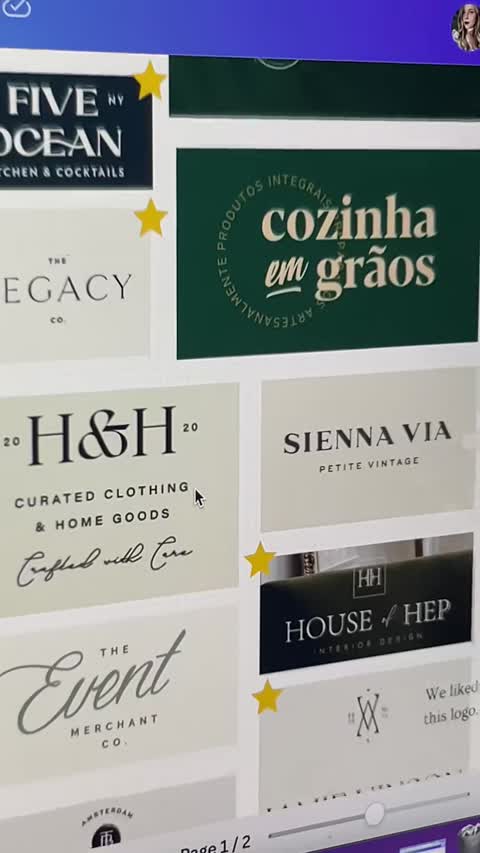 FIVE NY
OCEAN
KITCHEN & COCKTAILS
THE
LEGACY
CO.
PRODUTOS INTEGRAIS
ARTESANALMENTE
cozinha
em grãos
20 H&H 20
CURATED CLOTHING
& HOME GOODS
Crafted with Care
SIENNA VIA
PETITE VINTAGE
HH
HOUSE of HEP
INTERIOR DESIGN
THE
Event
MERCHANT
CO.
We liked
this logo.
AMSTERDAM
Page 1 / 2